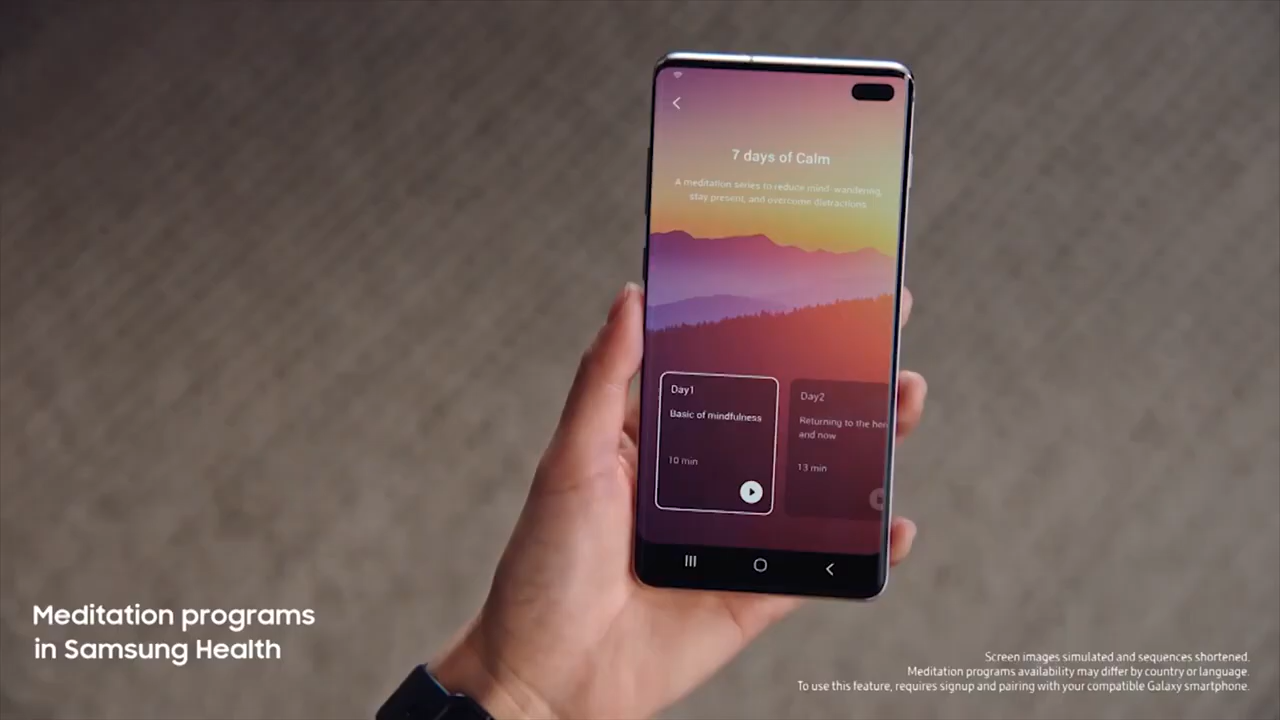 7 days of Calm
A meditation series to reduce mind-wandering,
stay present, and overcome distractions.
Day1
Basic of mindfulness
10 min
Day2
Returning to the here
and now
13 min
Meditation programs
in Samsung Health
Screen images simulated and sequences shortened.
Meditation programs availability may differ by country or language.
To use this feature, requires signup and pairing with your compatible Galaxy smartphone.